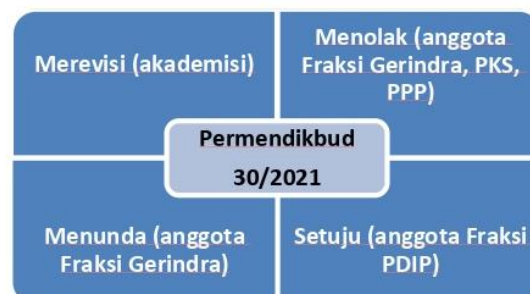 Merevisi (akademisi)
Menolak (anggota
Fraksi Gerindra, PKS,
PPP)
Permendikbud
30/2021
Menunda (anggota
Fraksi Gerindra)
Setuju (anggota Fraksi
PDIP)